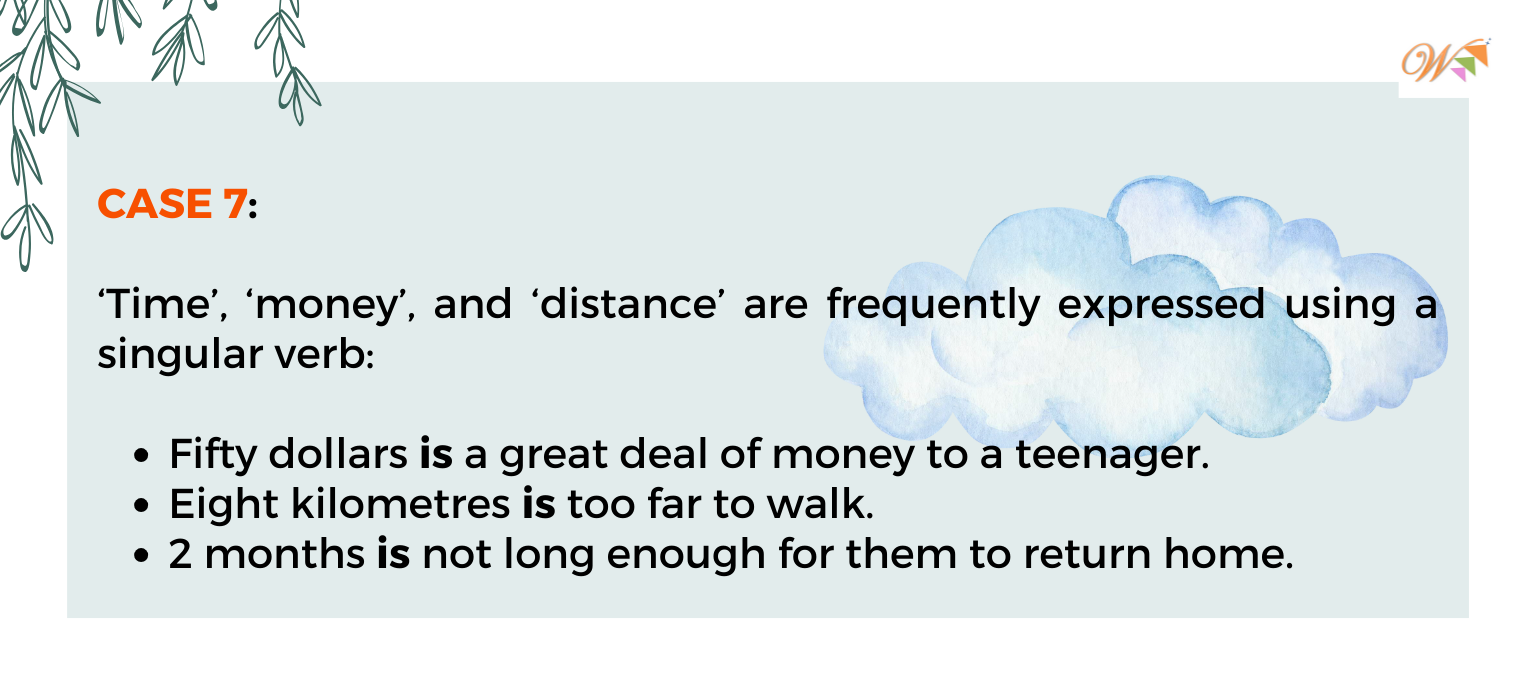 CASE 7:
‘Time’, ‘money’, and ‘distance’ are frequently expressed using a
singular verb:
• Fifty dollars is a great deal of money to a teenager.
• Eight kilometres is too far to walk.
• 2 months is not long enough for them to return home.